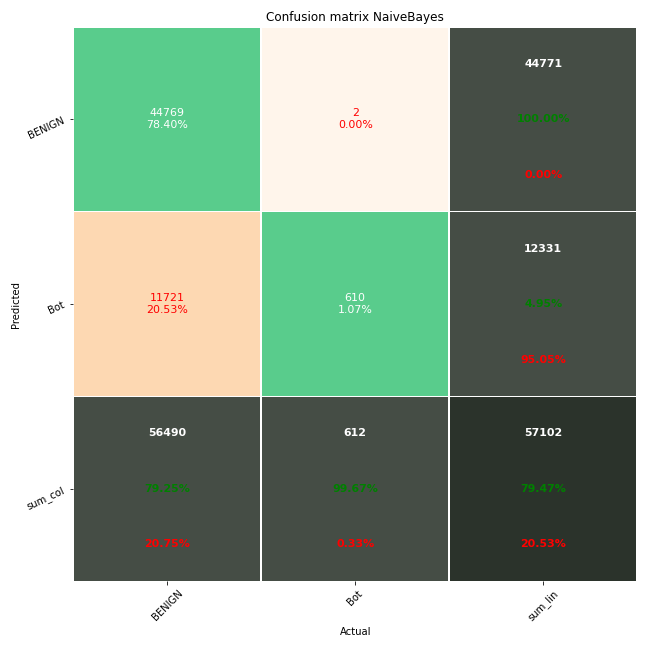 Confusion matrix NaiveBayes
BENIGN
44769
78.40%
2
0.00%
44771
100.00%
0.00%
Predicted
Bot
11721
20.53%
610
1.07%
12331
4.95%
95.05%
sum_col
56490
79.25%
20.75%
612
99.67%
0.33%
57102
79.47%
20.53%
BENIGN
Bot
sum_lin
Actual